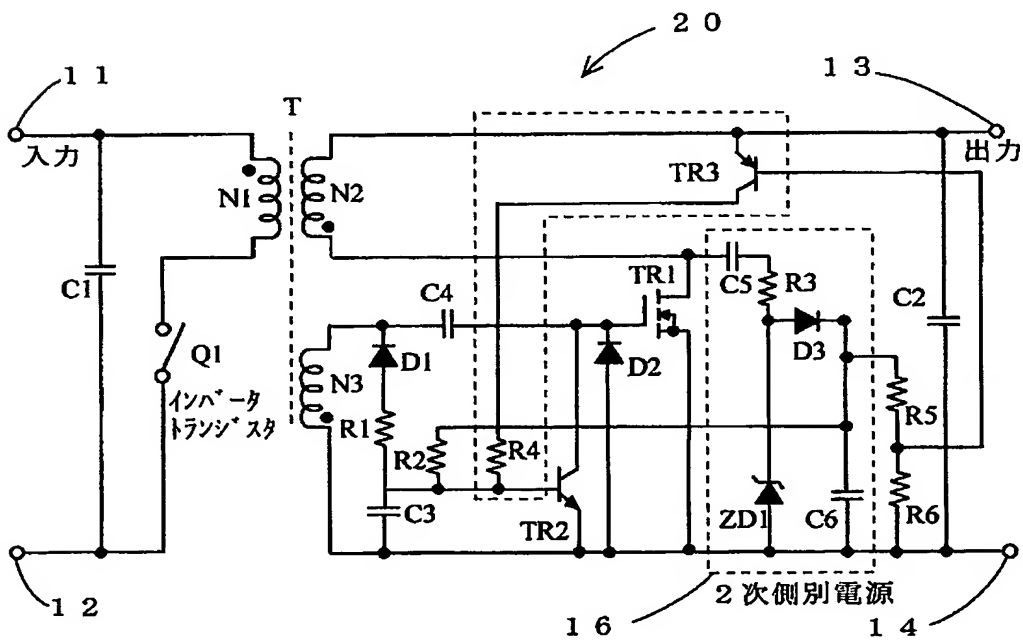 20
11
13
T
入力
出力
TR3
N1
N2
C1
TR1
C5
R3
C2
C4
Q1
D3
D1
D2
N3
インバータ
トランジスタ
R1
R5
R2
R4
C3
TR2
ZD1
C6
R6
2次側別電源
12
16
14